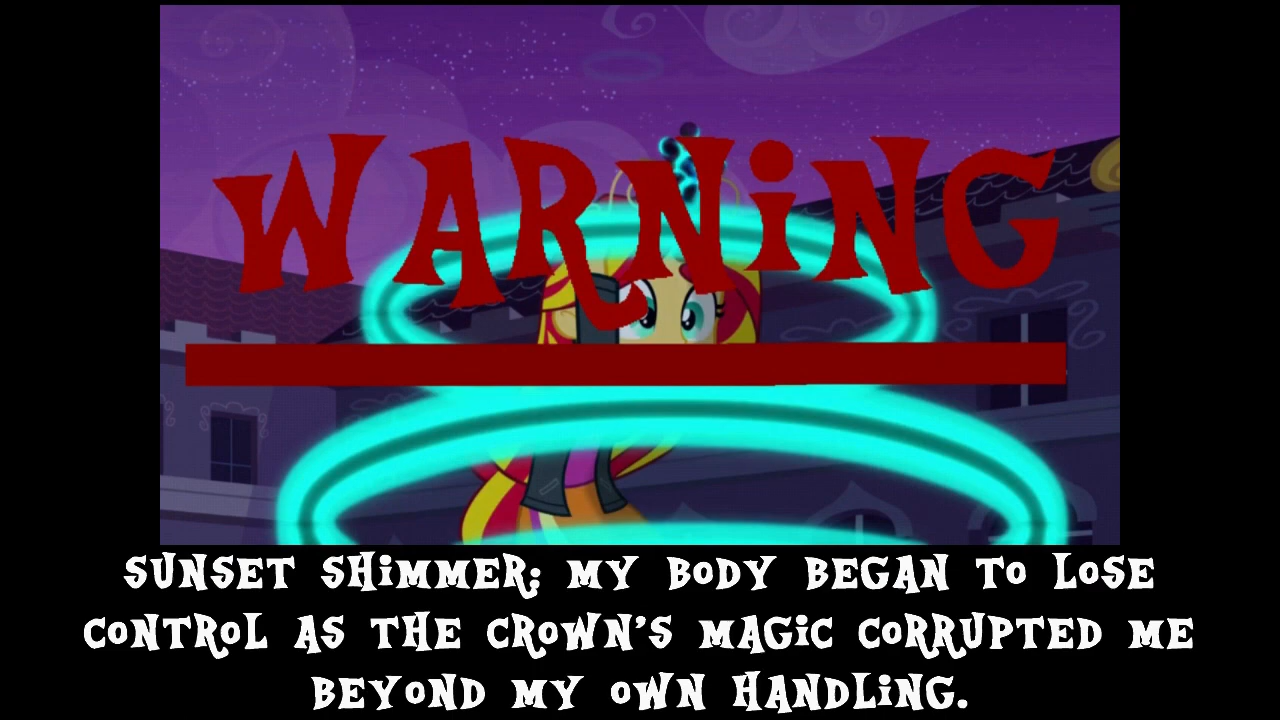 WARNiNG
SUNSET SHiMMER: MY BODY BEGAN TO LOSE
CONTROL AS THE CROWN'S MAGiC CORRUPTED ME
BEYOND MY OWN HANDLiNG.